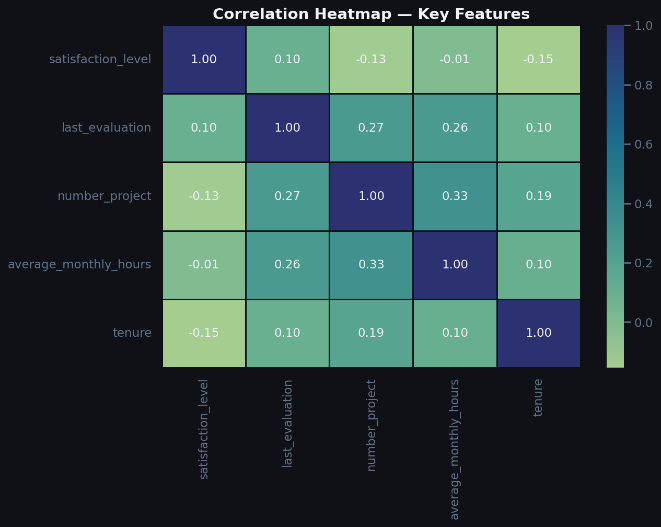 Correlation Heatmap — Key Features
satisfaction_level 1.00 0.10 -0.13 -0.01 -0.15
last_evaluation 0.10 1.00 0.27 0.26 0.10
number_project -0.13 0.27 1.00 0.33 0.19
average_monthly_hours -0.01 0.26 0.33 1.00 0.10
tenure -0.15 0.10 0.19 0.10 1.00
satisfaction_level
last_evaluation
number_project
average_monthly_hours
tenure
1.0
0.8
0.6
0.4
0.2
0.0